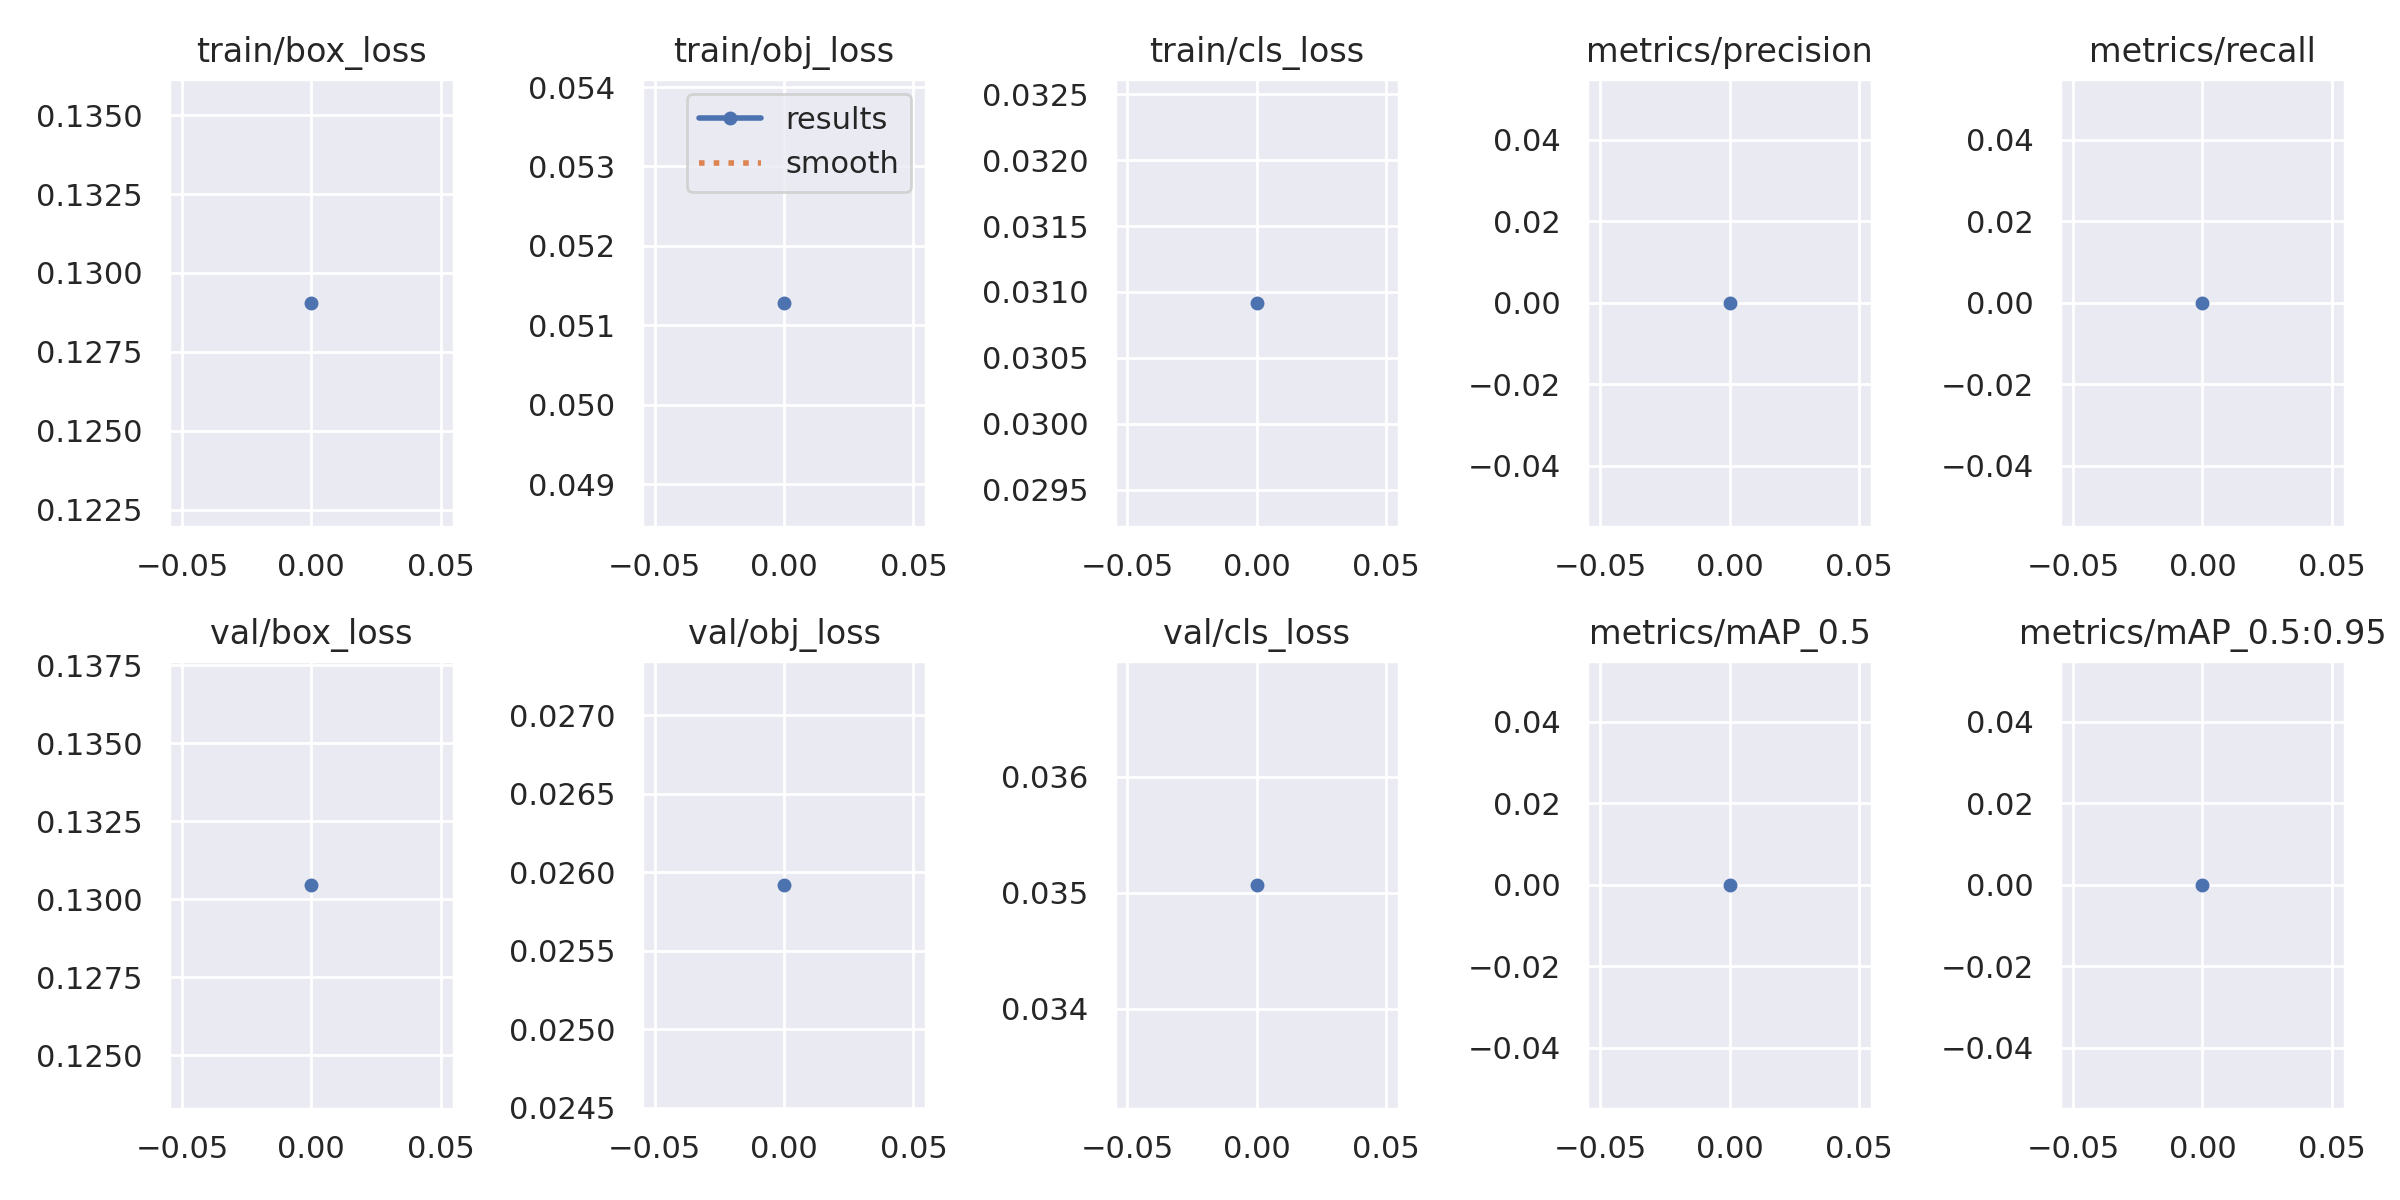 train/box_loss
0.1350
0.1325
0.1300
0.1275
0.1250
0.1225
−0.05 0.00 0.05
train/obj_loss
results
smooth
0.054
0.053
0.052
0.051
0.050
0.049
−0.05 0.00 0.05
train/cls_loss
0.0325
0.0320
0.0315
0.0310
0.0305
0.0300
0.0295
−0.05 0.00 0.05
metrics/precision
0.04
0.02
0.00
−0.02
−0.04
−0.05 0.00 0.05
metrics/recall
0.04
0.02
0.00
−0.02
−0.04
−0.05 0.00 0.05
val/box_loss
0.1375
0.1350
0.1325
0.1300
0.1275
0.1250
−0.05 0.00 0.05
val/obj_loss
0.0270
0.0265
0.0260
0.0255
0.0250
0.0245
−0.05 0.00 0.05
val/cls_loss
0.036
0.035
0.034
−0.05 0.00 0.05
metrics/mAP_0.5
0.04
0.02
0.00
−0.02
−0.04
−0.05 0.00 0.05
metrics/mAP_0.5:0.95
0.04
0.02
0.00
−0.02
−0.04
−0.05 0.00 0.05